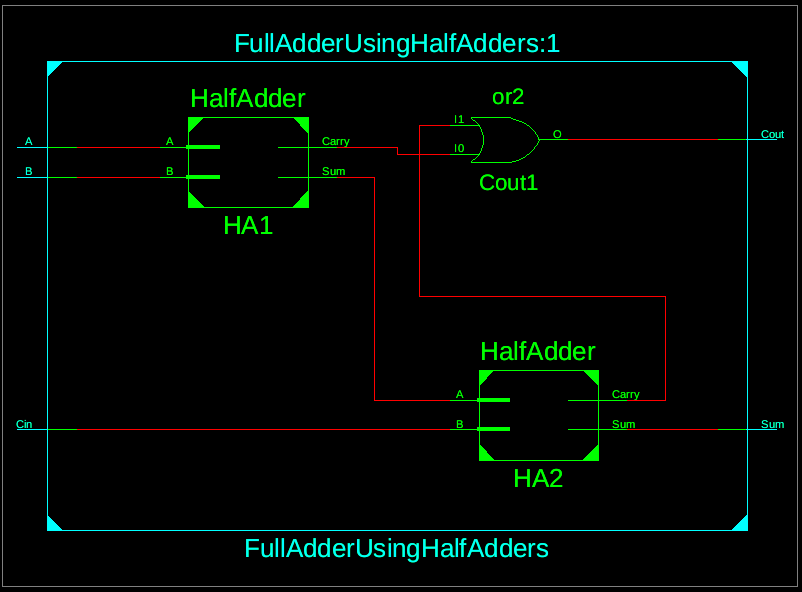 FullAdderUsingHalfAdders:1
HalfAdder
or2
A
A
Carry
I1
O
Cout
I0
B
B
Sum
Cout1
HA1
HalfAdder
A
Carry
Cin
B
Sum
Sum
HA2
FullAdderUsingHalfAdders